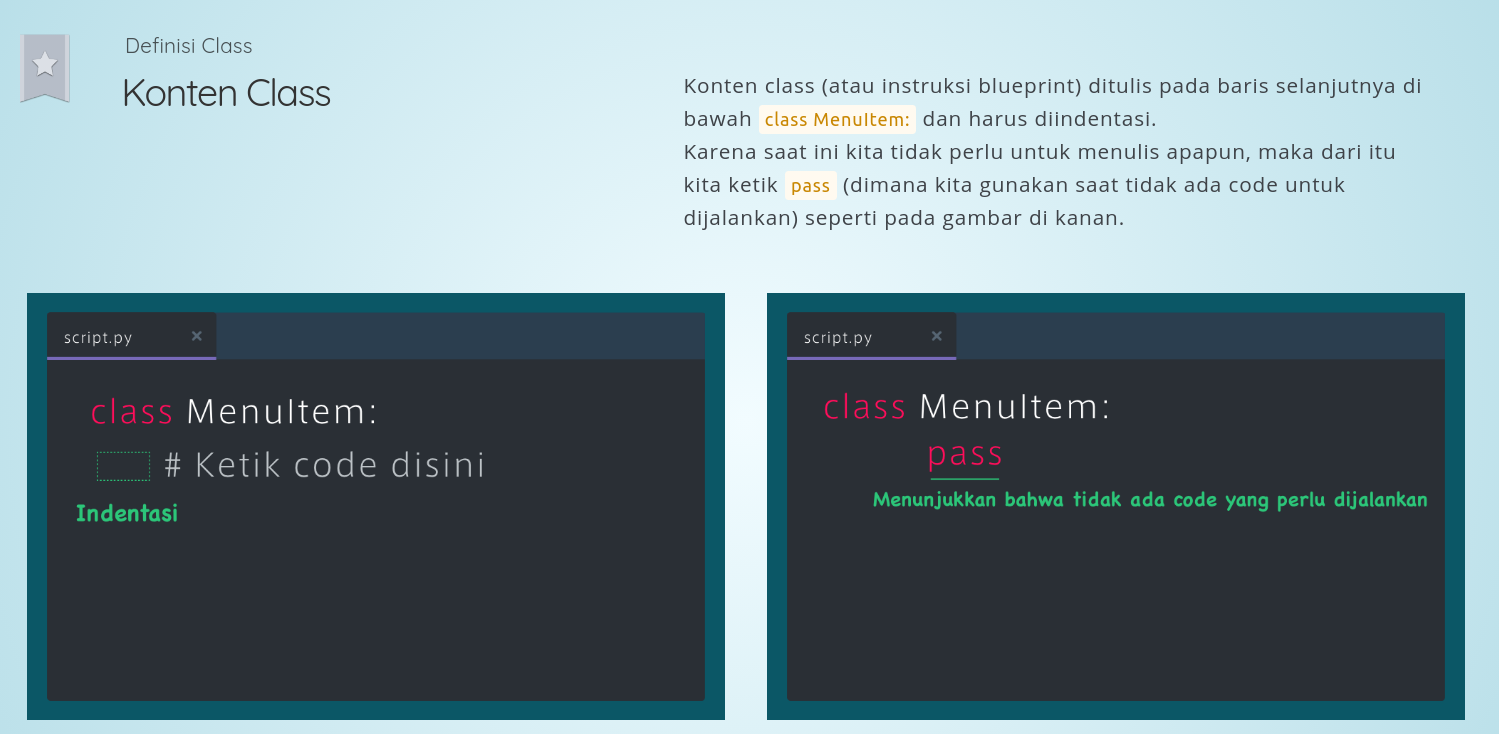 Definisi Class
Konten Class
Konten class (atau instruksi blueprint) ditulis pada baris selanjutnya di
bawah class MenuItem: dan harus diindentasi.
Karena saat ini kita tidak perlu untuk menulis apapun, maka dari itu
kita ketik pass (dimana kita gunakan saat tidak ada code untuk
dijalankan) seperti pada gambar di kanan.
script.py ×
class MenuItem:
# Ketik code disini
Indentasi
script.py ×
class MenuItem:
pass
Menunjukkan bahwa tidak ada code yang perlu dijalankan